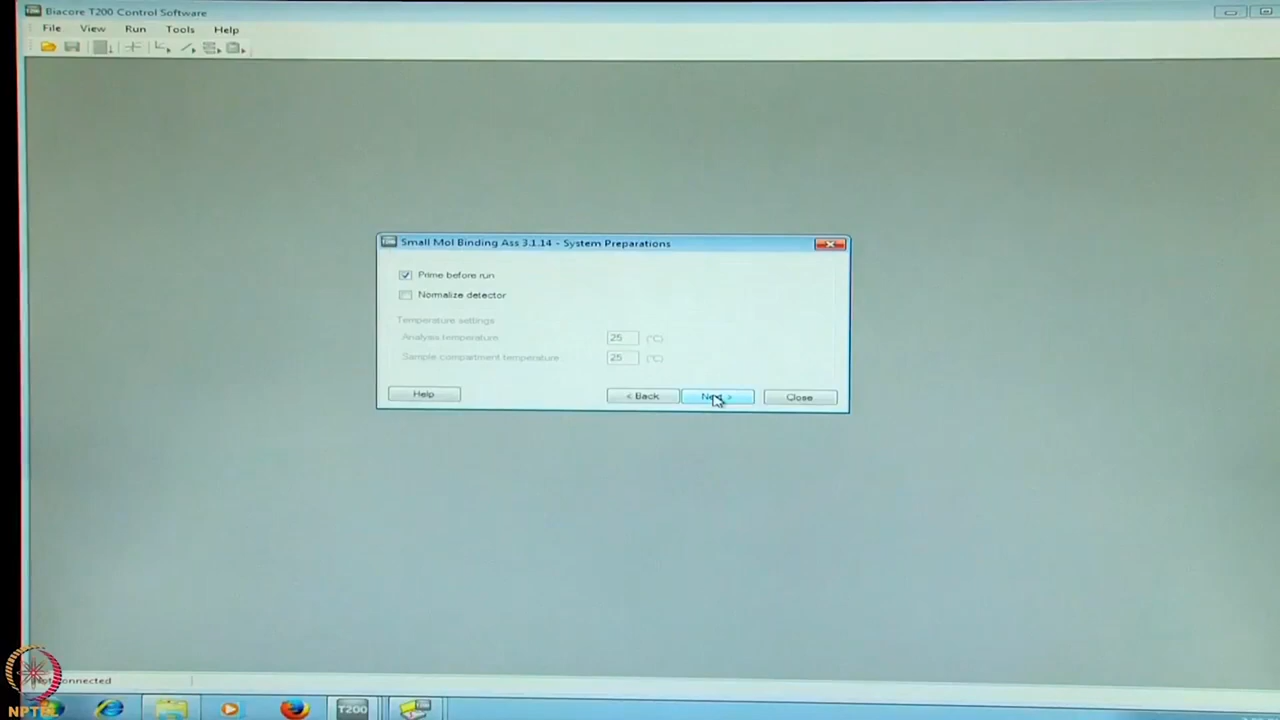 Biacore T200 Control Software
File View Run Tools Help
Small Mol Binding Ass 3.1.14 - System Preparations
Prime before run
Normalize detector
Temperature settings
Analysis temperature 25 (°C)
Sample compartment temperature 25 (°C)
Help < Back Next > Close
connected
NPTEL T200